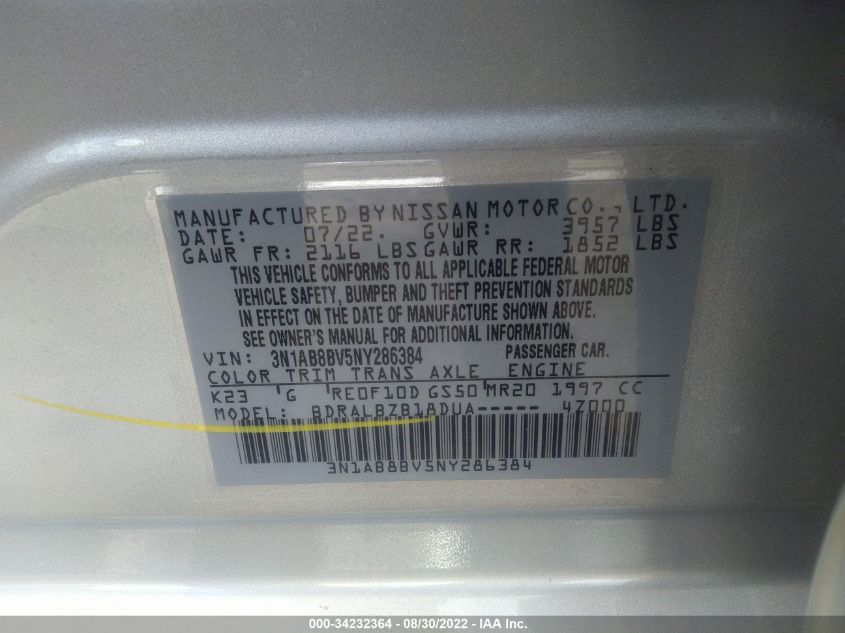 MANUFACTURED BY NISSAN MOTOR CO., LTD.
DATE: 07/22. GVWR: 3957 LBS
GAWR FR: 2116 LBS GAWR RR: 1852 LBS
THIS VEHICLE CONFORMS TO ALL APPLICABLE FEDERAL MOTOR
VEHICLE SAFETY, BUMPER AND THEFT PREVENTION STANDARDS
IN EFFECT ON THE DATE OF MANUFACTURE SHOWN ABOVE.
SEE OWNER'S MANUAL FOR ADDITIONAL INFORMATION.
VIN: 3N1AB8BV5NY286384 PASSENGER CAR.
COLOR TRIM TRANS AXLE ENGINE
K23 G RE0F10D GS50 MR20 1997 CC
MODEL: BDRALBZB18DUA----- 4Z000
3N1AB8BV5NY286384
000-34232364 - 08/30/2022 - IAA Inc.